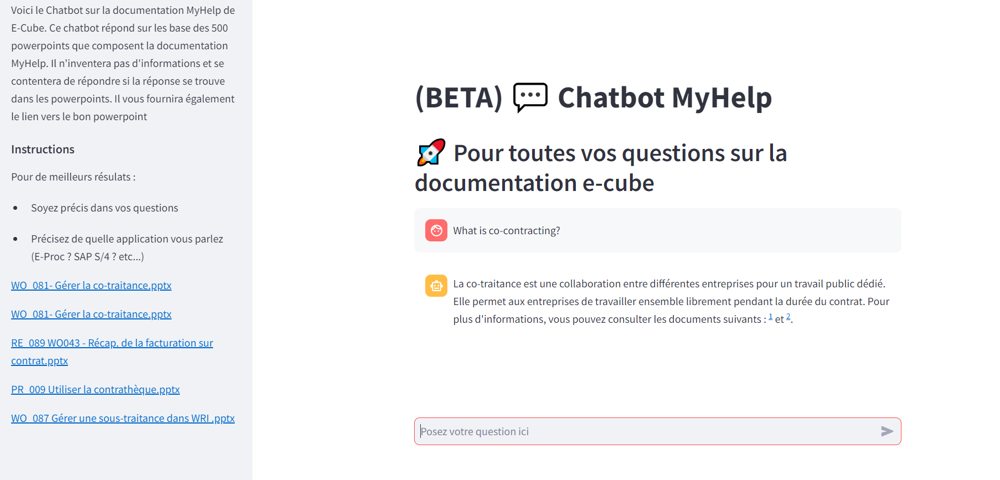 Voici le Chatbot sur la documentation MyHelp de
E-Cube. Ce chatbot répond sur les base des 500
powerpoints que composent la documentation
MyHelp. Il n'inventera pas d'informations et se
contentera de répondre si la réponse se trouve
dans les powerpoints. Il vous fournira également
le lien vers le bon powerpoint
Instructions
Pour de meilleurs résulats :
• Soyez précis dans vos questions
• Précisez de quelle application vous parlez
(E-Proc ? SAP S/4 ? etc...)
WO_081- Gérer la co-traitance.pptx
WO_081- Gérer la co-traitance.pptx
RE_089 WO043 - Récap. de la facturation sur
contrat.pptx
PR_009 Utiliser la contrathèque.pptx
WO_087 Gérer une sous-traitance dans WRI .pptx
(BETA) 💬 Chatbot MyHelp
🚀 Pour toutes vos questions sur la
documentation e-cube
What is co-contracting?
La co-traitance est une collaboration entre différentes entreprises pour un travail public dédié.
Elle permet aux entreprises de travailler ensemble librement pendant la durée du contrat. Pour
plus d'informations, vous pouvez consulter les documents suivants : 1 et 2.
Posez votre question ici